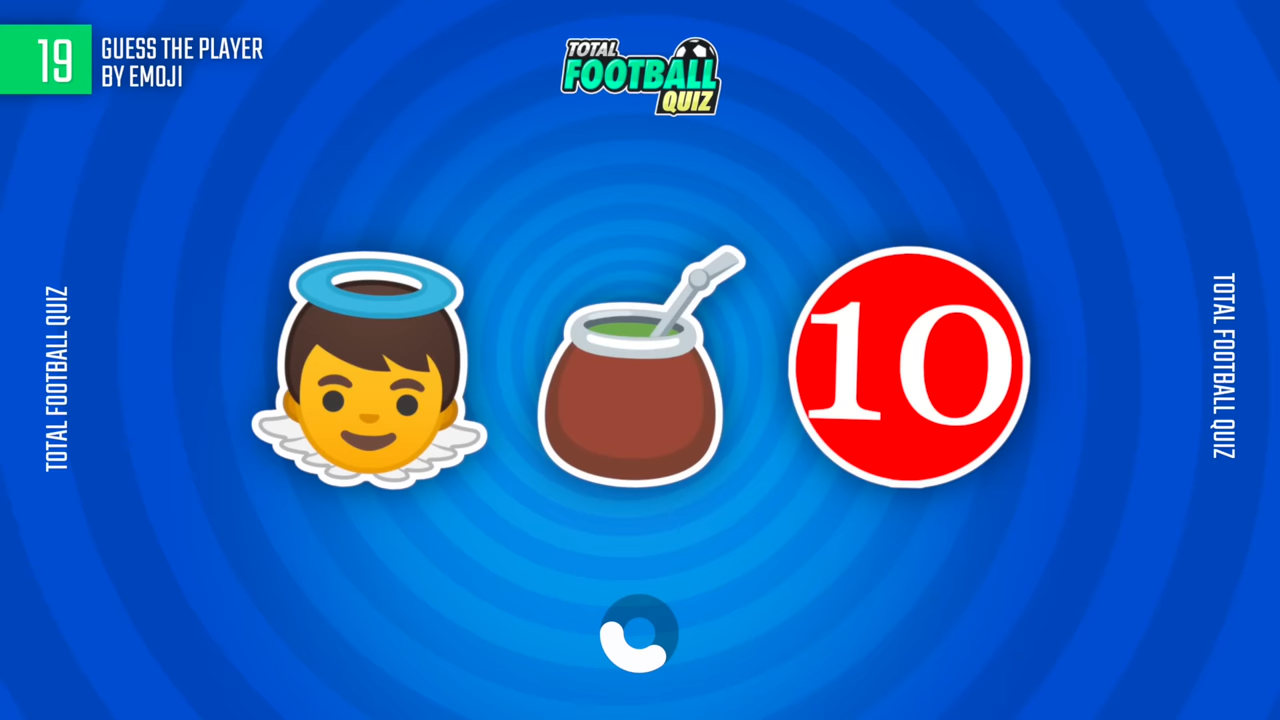 19
GUESS THE PLAYER
BY EMOJI
TOTAL
FOOTBALL
QUIZ
TOTAL FOOTBALL QUIZ
10
TOTAL FOOTBALL QUIZ